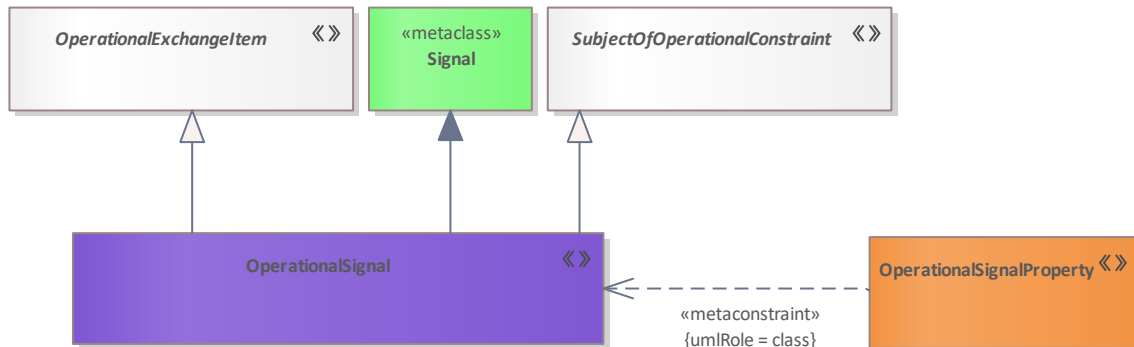 OperationalExchangeItem «»
«metaclass»
Signal
SubjectOfOperationalConstraint «»
OperationalSignal «»
OperationalSignalProperty «»
«metaconstraint»
{umlRole = class}